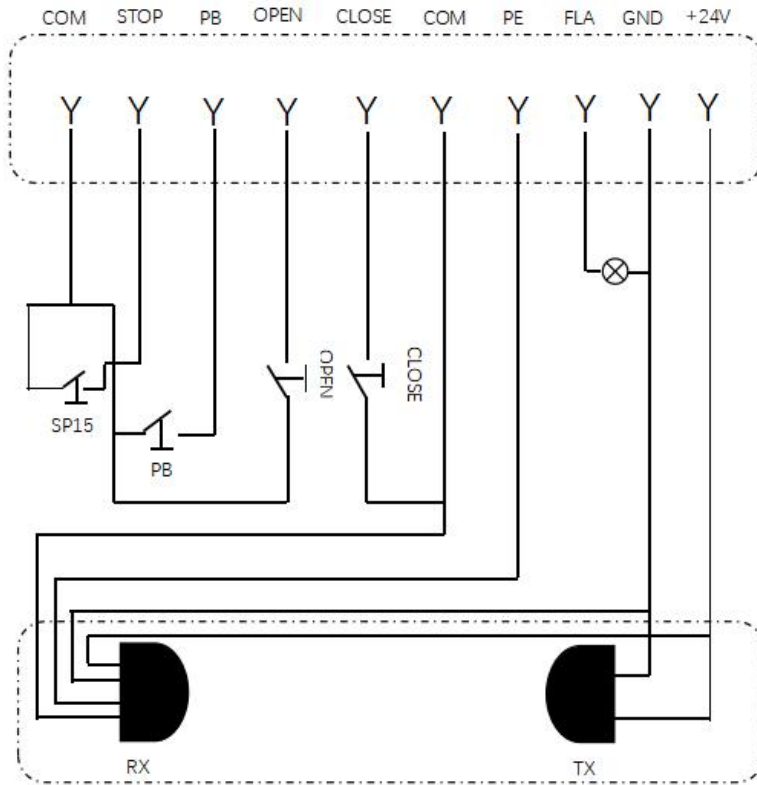 COM STOP PB OPEN CLOSE COM PE FLA GND +24V
OPEN
CLOSE
SP15
PB
RX
TX